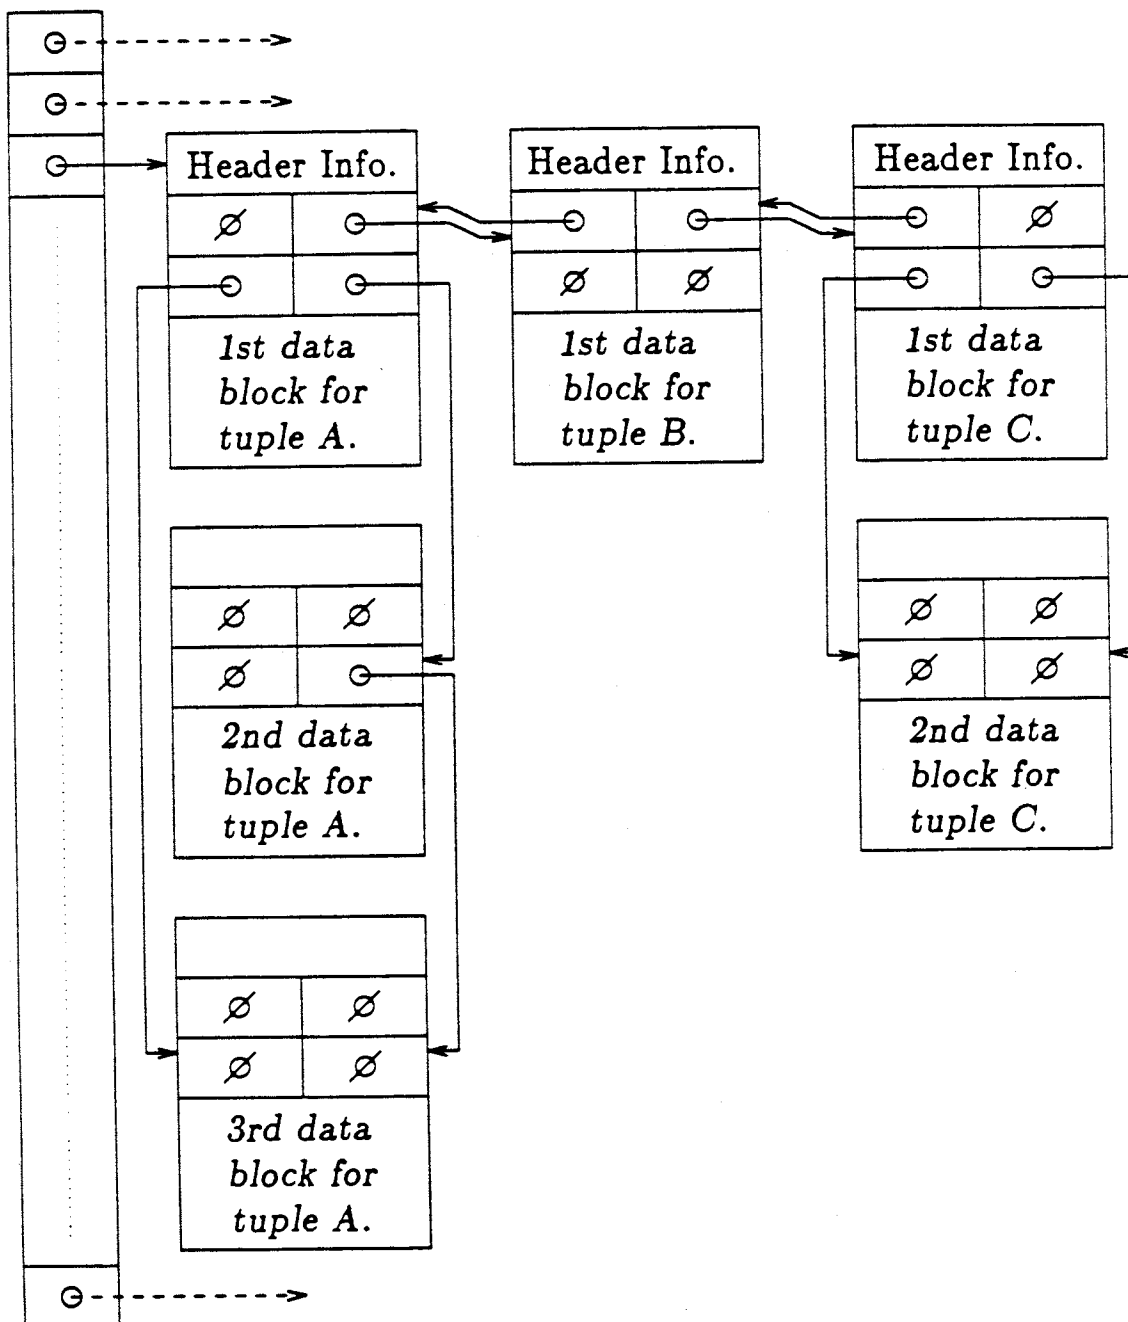 Header Info.
Header Info.
Header Info.
∅
∅
∅
∅
1st data
block for
tuple A.
1st data
block for
tuple B.
1st data
block for
tuple C.
∅
∅
∅
∅
∅
∅
∅
2nd data
block for
tuple A.
2nd data
block for
tuple C.
∅
∅
∅
∅
3rd data
block for
tuple A.